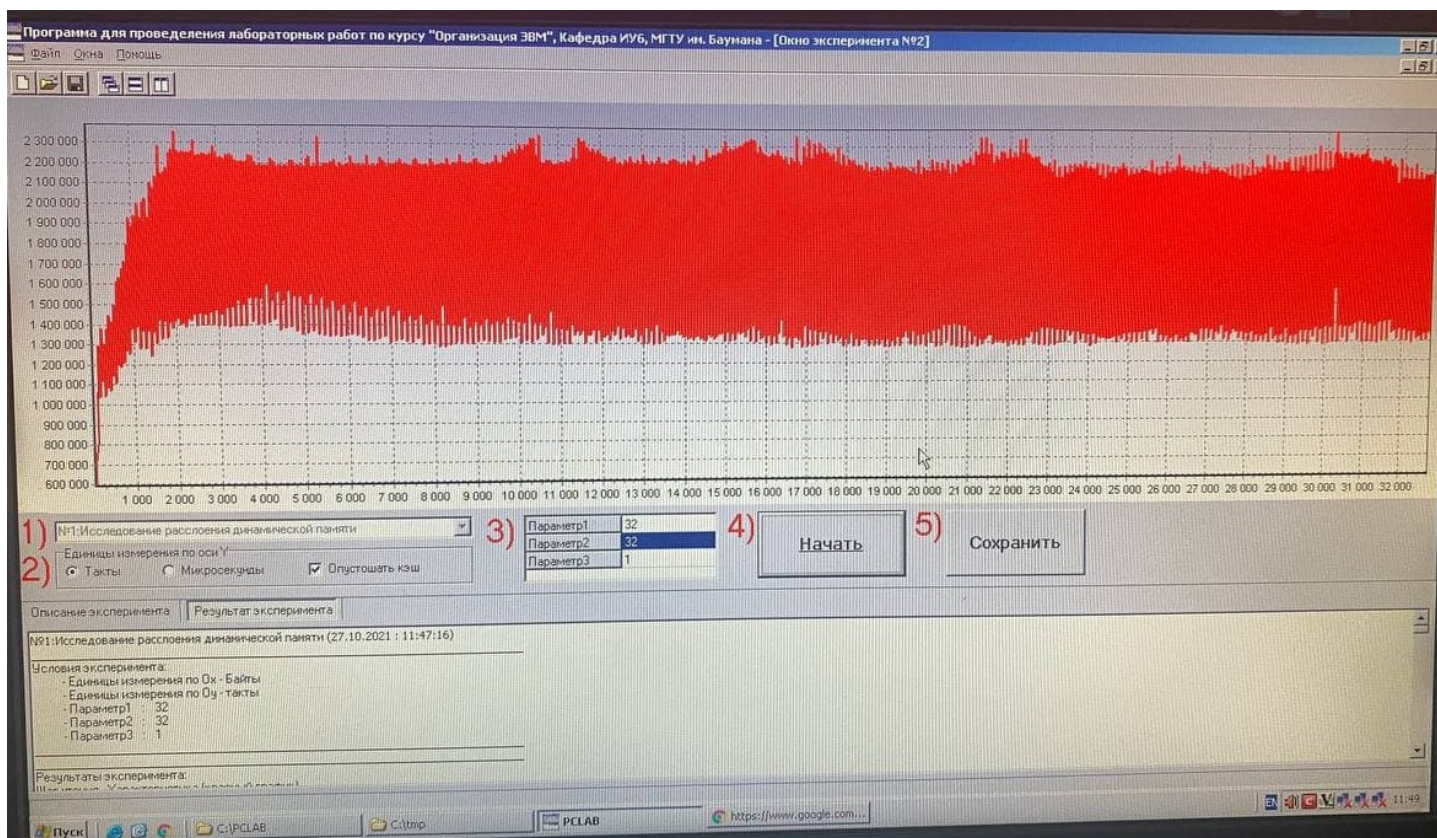 Программа для проведеления лабораторных работ по курсу "Организация ЭВМ", Кафедра ИУ6, МГТУ им. Баумана - [Окно эксперимента №2]
Файл Окна Помощь
2 300 000
2 200 000
2 100 000
2 000 000
1 900 000
1 800 000
1 700 000
1 600 000
1 500 000
1 400 000
1 300 000
1 200 000
1 100 000
1 000 000
900 000
800 000
700 000
600 000
1 000 2 000 3 000 4 000 5 000 6 000 7 000 8 000 9 000 10 000 11 000 12 000 13 000 14 000 15 000 16 000 17 000 18 000 19 000 20 000 21 000 22 000 23 000 24 000 25 000 26 000 27 000 28 000 29 000 30 000 31 000 32 000
1) №1:Исследование расслоения динамической памяти
2) Единицы измерения по оси Y
Такты Микросекунды Опустошать кэш
3) Параметр1 32
Параметр2 32
Параметр3 1
4) Начать
5) Сохранить
Описание эксперимента Результат эксперимента
№1:Исследование расслоения динамической памяти (27.10.2021 : 11:47:16)
Условия эксперимента:
- Единицы измерения по Ox - Байты
- Единицы измерения по Oy - такты
- Параметр1 : 32
- Параметр2 : 32
- Параметр3 : 1
Результаты эксперимента:
Пуск C:\PCLAB C:\tmp PCLAB https://www.google.com... EN 11:49